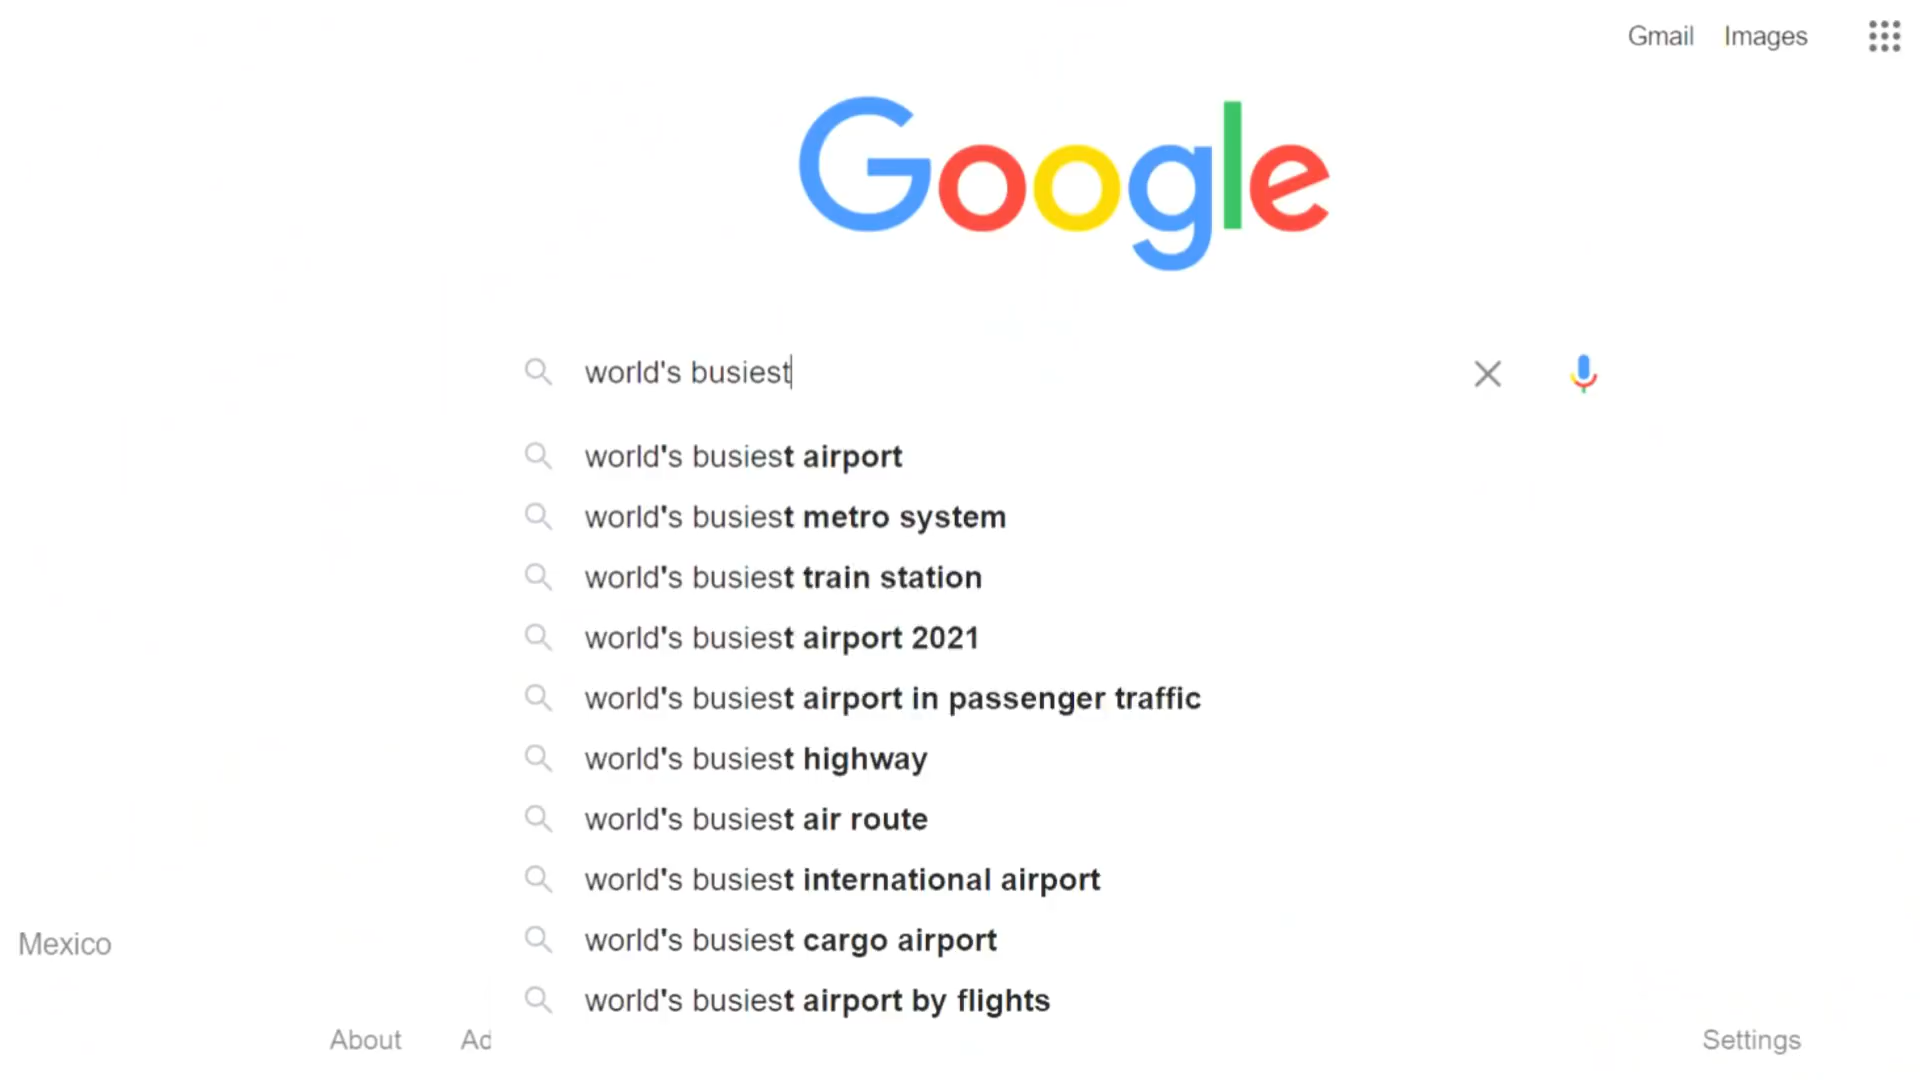 Gmail Images
Google
world's busiest
world's busiest airport
world's busiest metro system
world's busiest train station
world's busiest airport 2021
world's busiest airport in passenger traffic
world's busiest highway
world's busiest air route
world's busiest international airport
world's busiest cargo airport
world's busiest airport by flights
Mexico
About Ad Settings